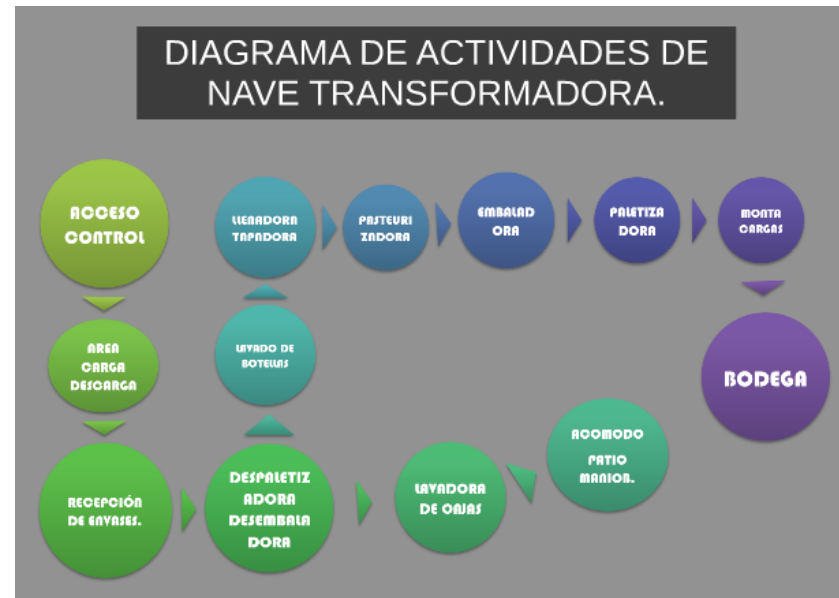 DIAGRAMA DE ACTIVIDADES DE
NAVE TRANSFORMADORA.
ACCESO
CONTROL
AREA
CARGA
DESCARGA
RECEPCIÓN
DE ENVASES.
DESPALETIZ
ADORA
DESEMBALA
DORA
LAVADO DE
BOTELLAS
LLENADORA
TAPADORA
PASTEURI
ZADORA
EMBALAD
ORA
PALETIZA
DORA
MONTA
CARGAS
BODEGA
LAVADORA
DE CAJAS
ACOMODO
PATIO
MANIOB.